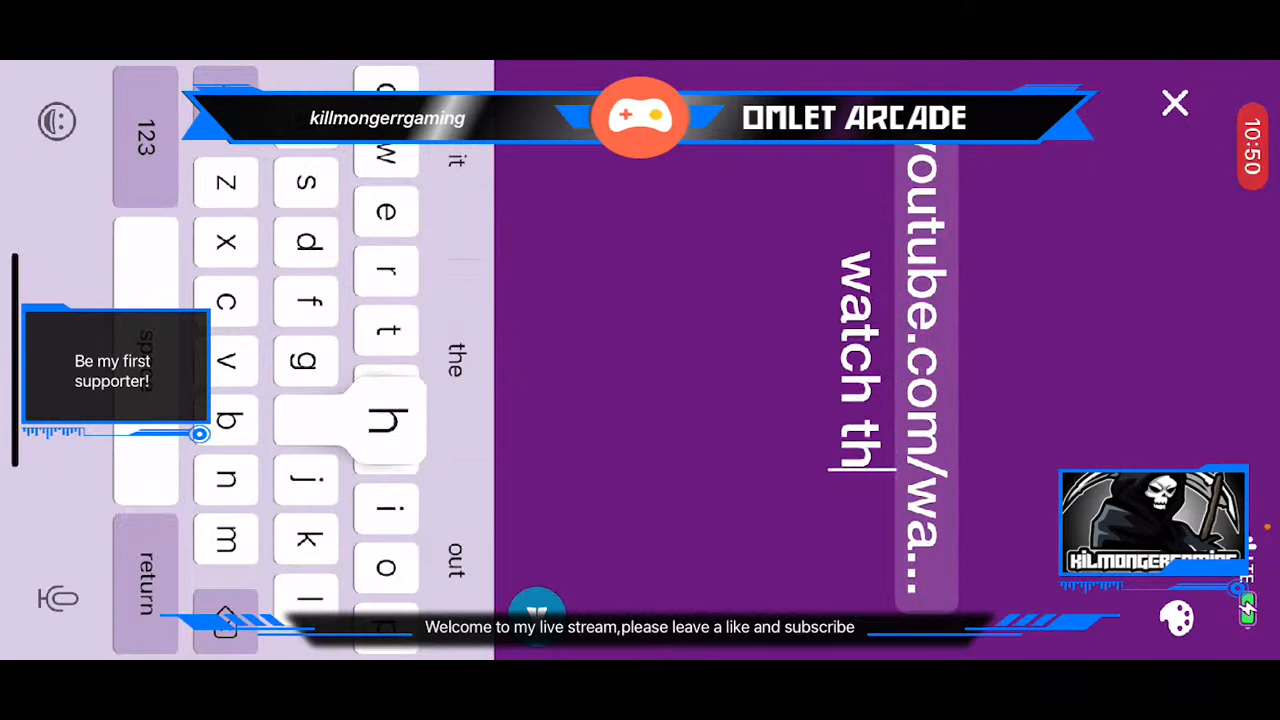 killmongerrgaming
OMLET ARCADE
10:50
youtube.com/wa...
watch th
it
the
out
w
e
r
t
h
i
o
p
s
d
f
g
j
k
l
z
x
c
v
b
n
m
123
return
Be my first
supporter!
KILMONGERGAMING
LTE
Welcome to my live stream,please leave a like and subscribe